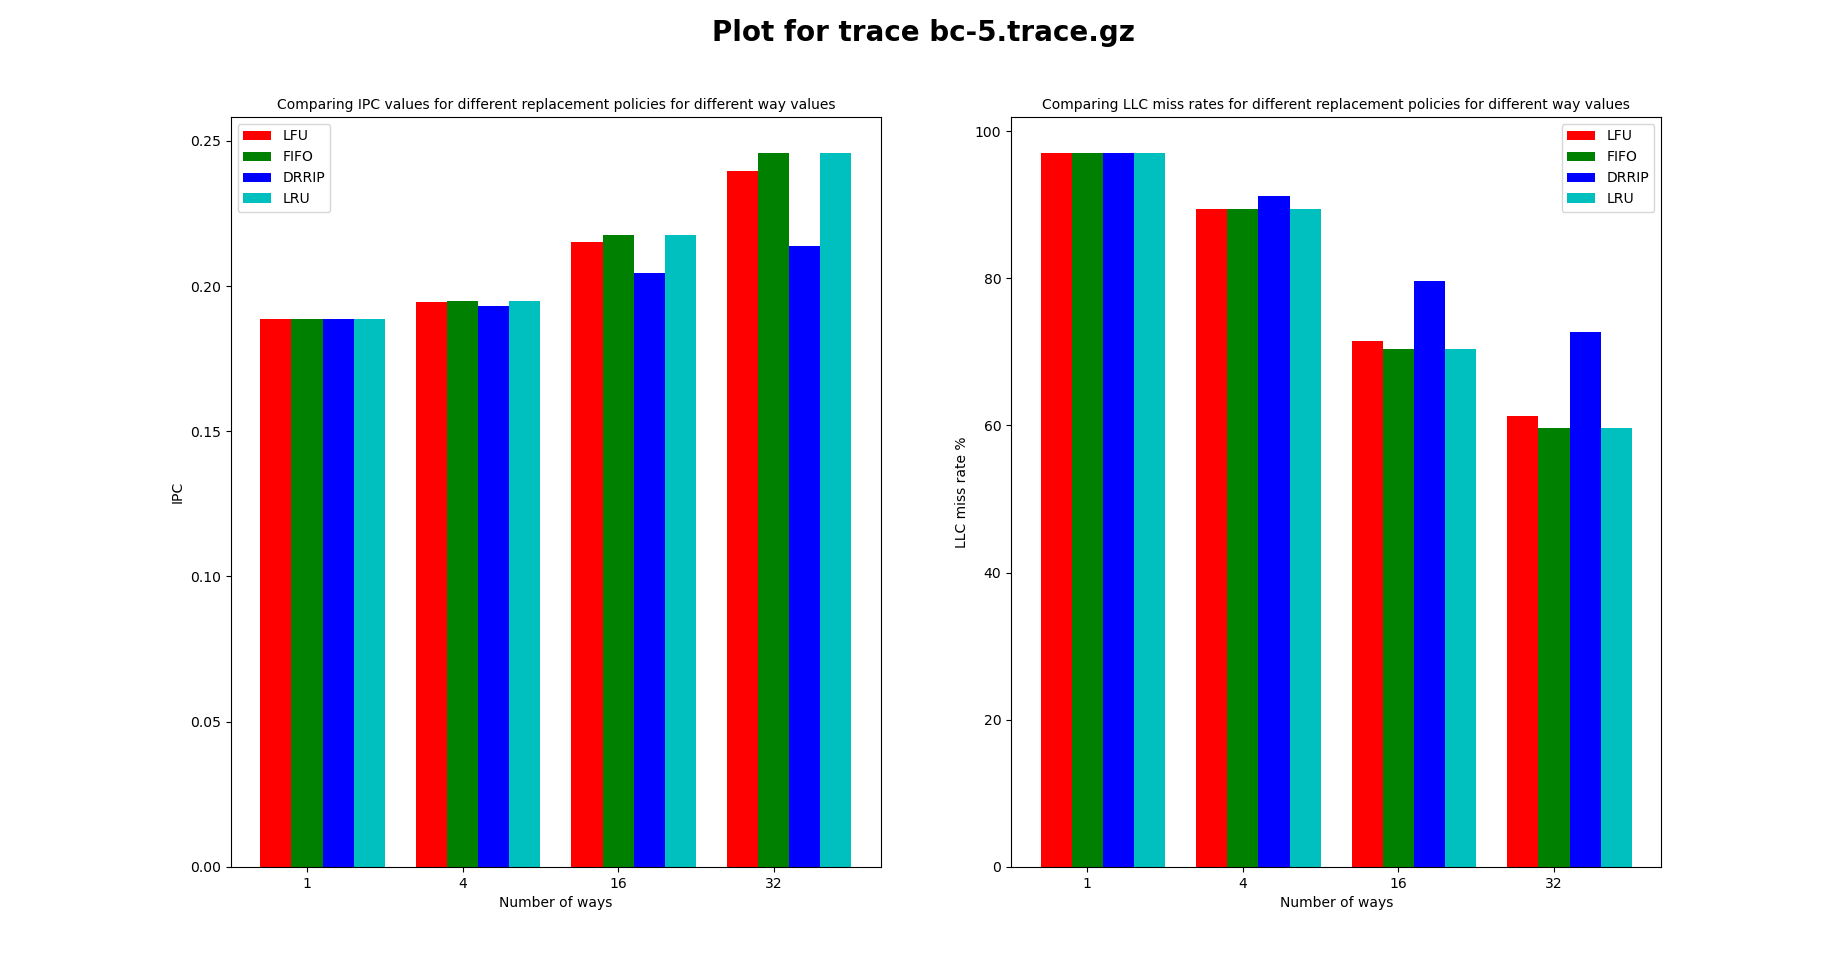 Plot for trace bc-5.trace.gz
Comparing IPC values for different replacement policies for different way values
LFU
FIFO
DRRIP
LRU
0.25
0.20
0.15
0.10
0.05
0.00
IPC
1 4 16 32
Number of ways
Comparing LLC miss rates for different replacement policies for different way values
LFU
FIFO
DRRIP
LRU
100
80
60
40
20
0
LLC miss rate %
1 4 16 32
Number of ways